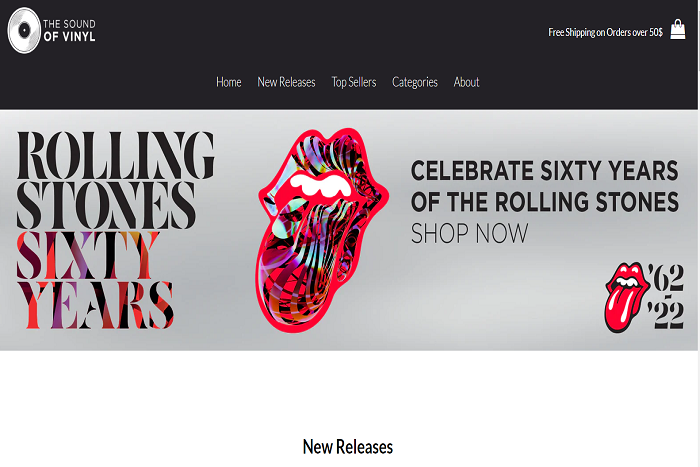 THE SOUND
OF VINYL
Free Shipping on Orders over 50$
Home New Releases Top Sellers Categories About
ROLLING
STONES
SIXTY
YEARS
CELEBRATE SIXTY YEARS
OF THE ROLLING STONES
SHOP NOW
'62
-
'22
New Releases